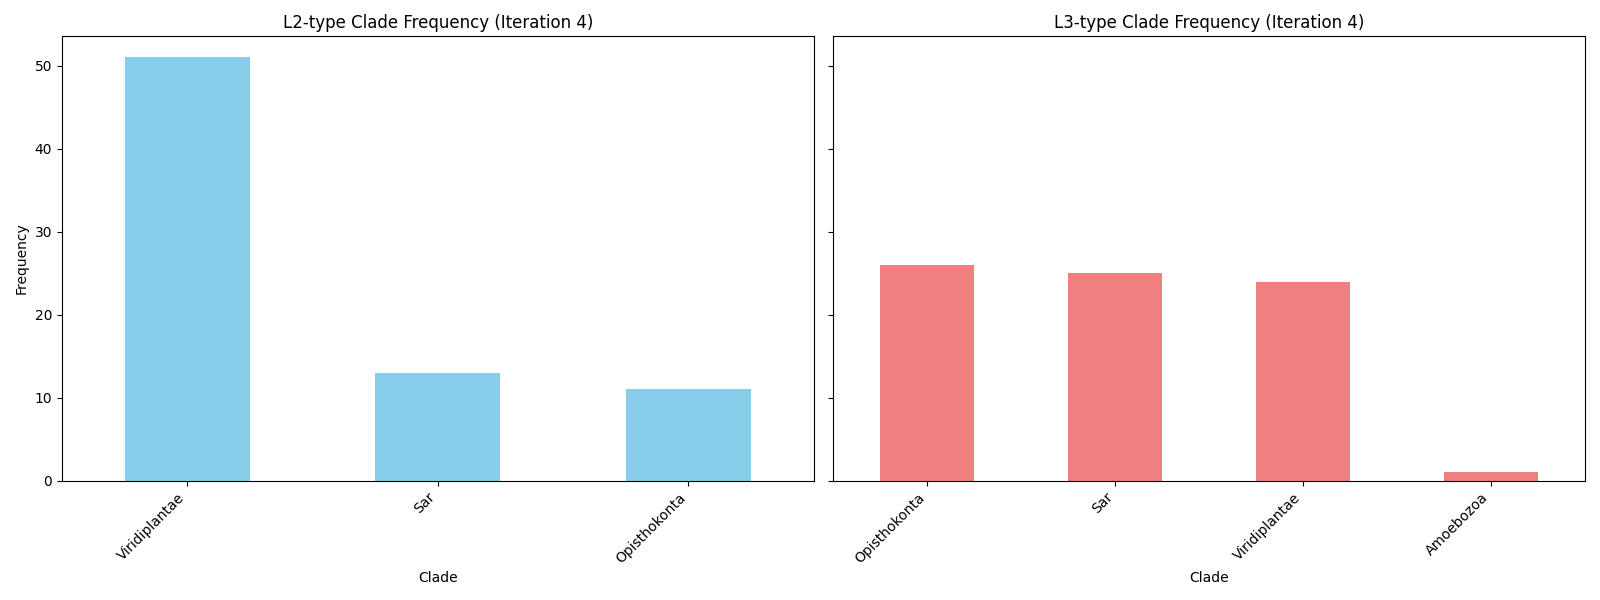 L2-type Clade Frequency (Iteration 4)
Frequency
50
40
30
20
10
0
Viridiplantae
Sar
Opisthokonta
Clade
L3-type Clade Frequency (Iteration 4)
Opisthokonta
Sar
Viridiplantae
Amoebozoa
Clade